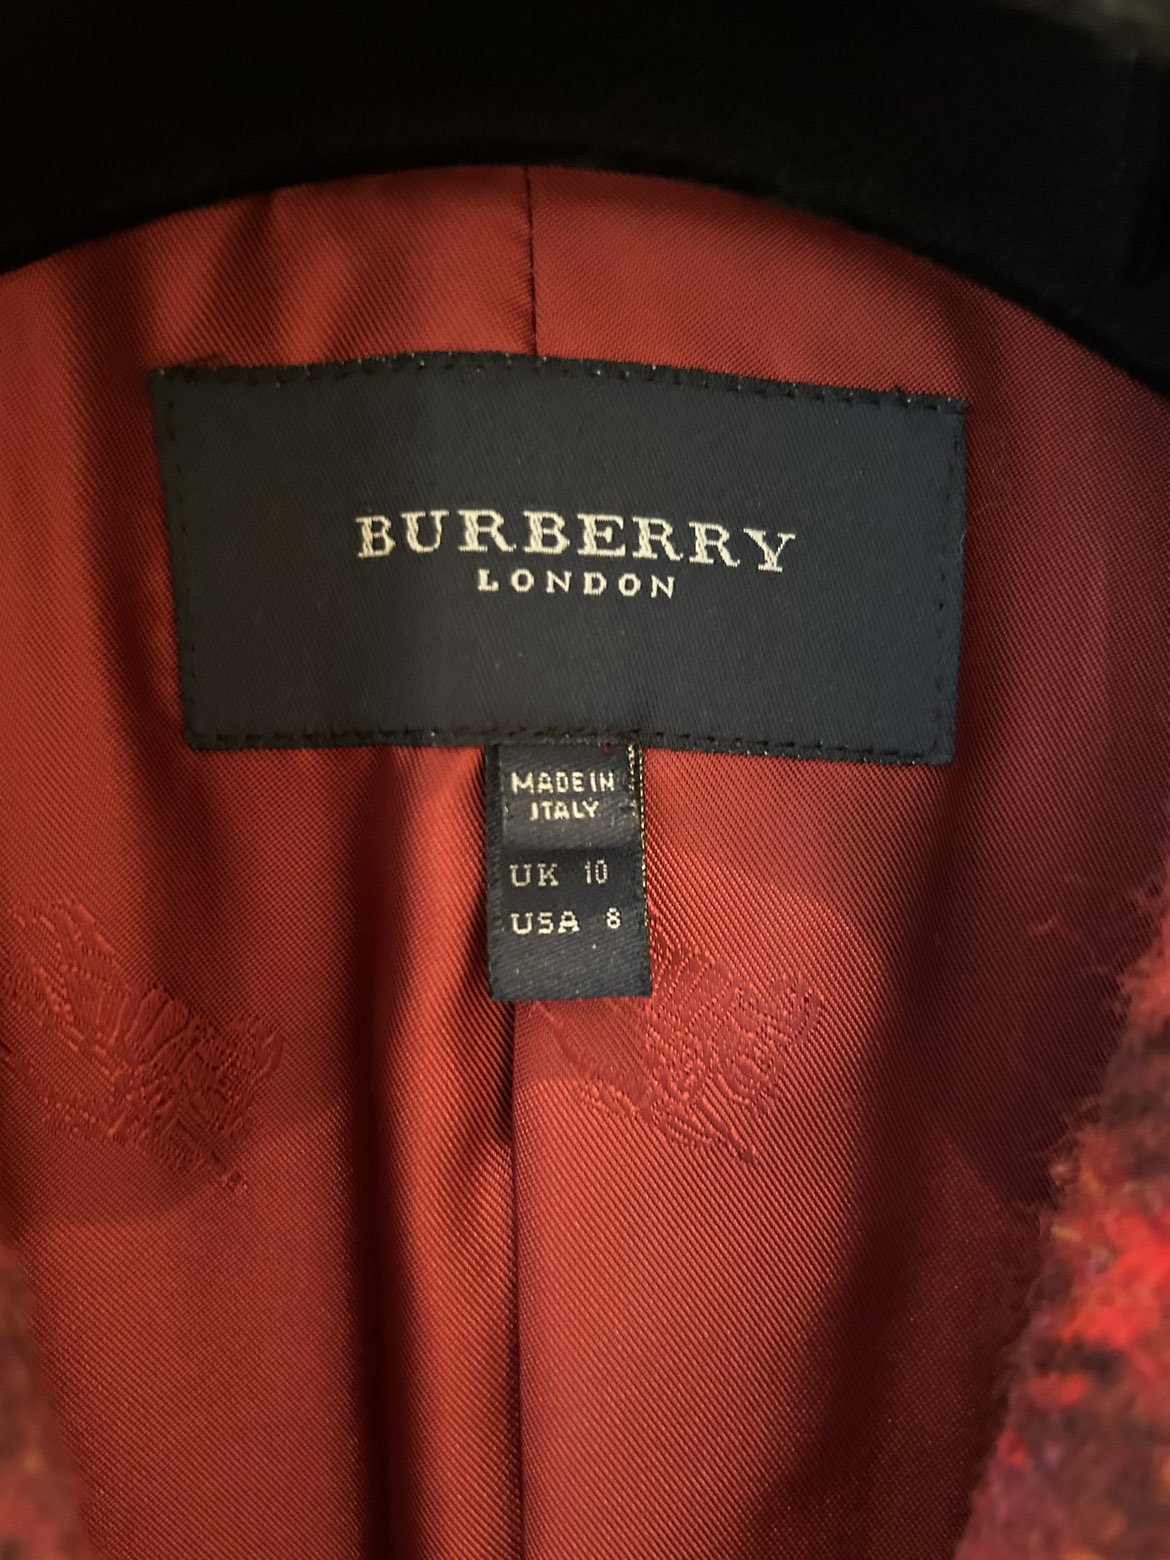 BURBERRY
LONDON
MADE IN
ITALY
UK 10
USA 8